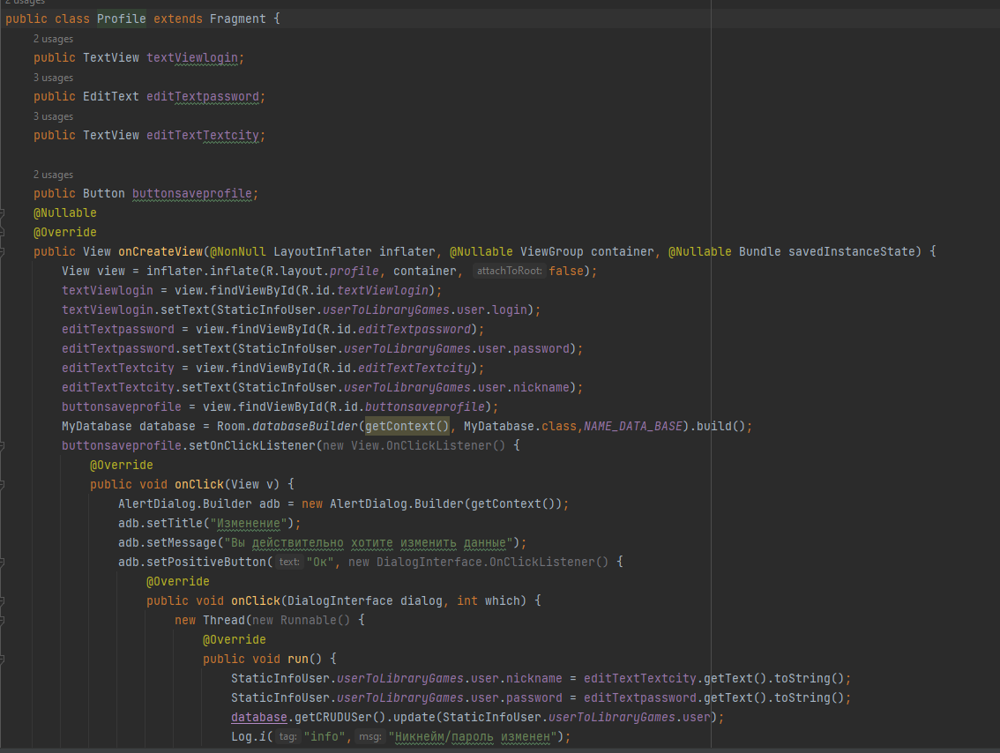 2 usages
public class Profile extends Fragment {
2 usages
public TextView textViewlogin;
3 usages
public EditText editTextpassword;
3 usages
public TextView editTextTextcity;
2 usages
public Button buttonsaveprofile;
@Nullable
@Override
public View onCreateView(@NonNull LayoutInflater inflater, @Nullable ViewGroup container, @Nullable Bundle savedInstanceState) {
View view = inflater.inflate(R.layout.profile, container, attachToRoot: false);
textViewlogin = view.findViewById(R.id.textViewlogin);
textViewlogin.setText(StaticInfoUser.userToLibraryGames.user.login);
editTextpassword = view.findViewById(R.id.editTextpassword);
editTextpassword.setText(StaticInfoUser.userToLibraryGames.user.password);
editTextTextcity = view.findViewById(R.id.editTextTextcity);
editTextTextcity.setText(StaticInfoUser.userToLibraryGames.user.nickname);
buttonsaveprofile = view.findViewById(R.id.buttonsaveprofile);
MyDatabase database = Room.databaseBuilder(getContext(), MyDatabase.class,NAME_DATA_BASE).build();
buttonsaveprofile.setOnClickListener(new View.OnClickListener() {
@Override
public void onClick(View v) {
AlertDialog.Builder adb = new AlertDialog.Builder(getContext());
adb.setTitle("Изменение");
adb.setMessage("Вы действительно хотите изменить данные");
adb.setPositiveButton( text: "Ок", new DialogInterface.OnClickListener() {
@Override
public void onClick(DialogInterface dialog, int which) {
new Thread(new Runnable() {
@Override
public void run() {
StaticInfoUser.userToLibraryGames.user.nickname = editTextTextcity.getText().toString();
StaticInfoUser.userToLibraryGames.user.password = editTextpassword.getText().toString();
database.getCRUDUSer().update(StaticInfoUser.userToLibraryGames.user);
Log.i( tag: "info", msg: "Никнейм/пароль изменен");